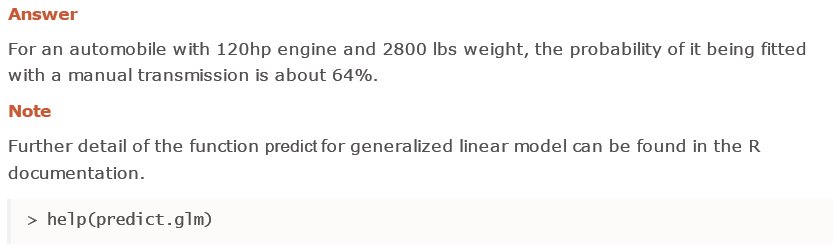 Answer
For an automobile with 120hp engine and 2800 lbs weight, the probability of it being fitted
with a manual transmission is about 64%.
Note
Further detail of the function predict for generalized linear model can be found in the R
documentation.
> help(predict.glm)